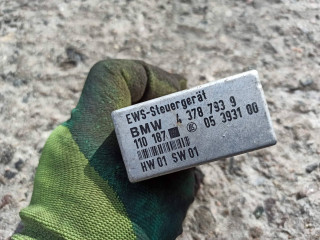 EWS-Steuergerät
BMW 4 378 793 9
110 187 05 3931 00
HW 01 SW 01